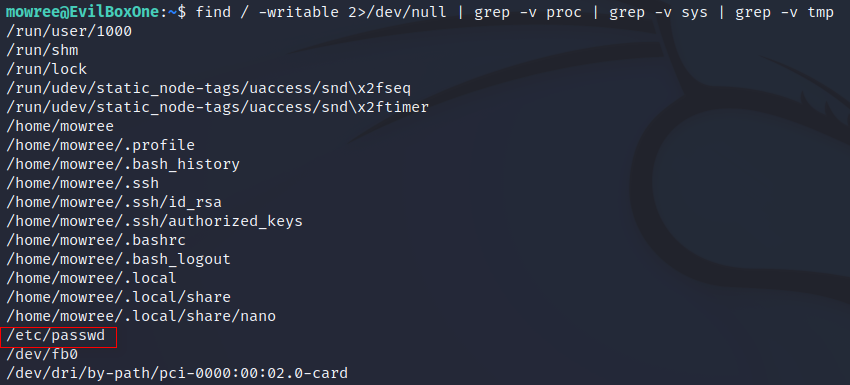 mowree@EvilBoxOne:~$ find / -writable 2>/dev/null | grep -v proc | grep -v sys | grep -v tmp
/run/user/1000
/run/shm
/run/lock
/run/udev/static_node-tags/uaccess/snd\x2fseq
/run/udev/static_node-tags/uaccess/snd\x2ftimer
/home/mowree
/home/mowree/.profile
/home/mowree/.bash_history
/home/mowree/.ssh
/home/mowree/.ssh/id_rsa
/home/mowree/.ssh/authorized_keys
/home/mowree/.bashrc
/home/mowree/.bash_logout
/home/mowree/.local
/home/mowree/.local/share
/home/mowree/.local/share/nano
/etc/passwd
/dev/fb0
/dev/dri/by-path/pci-0000:00:02.0-card